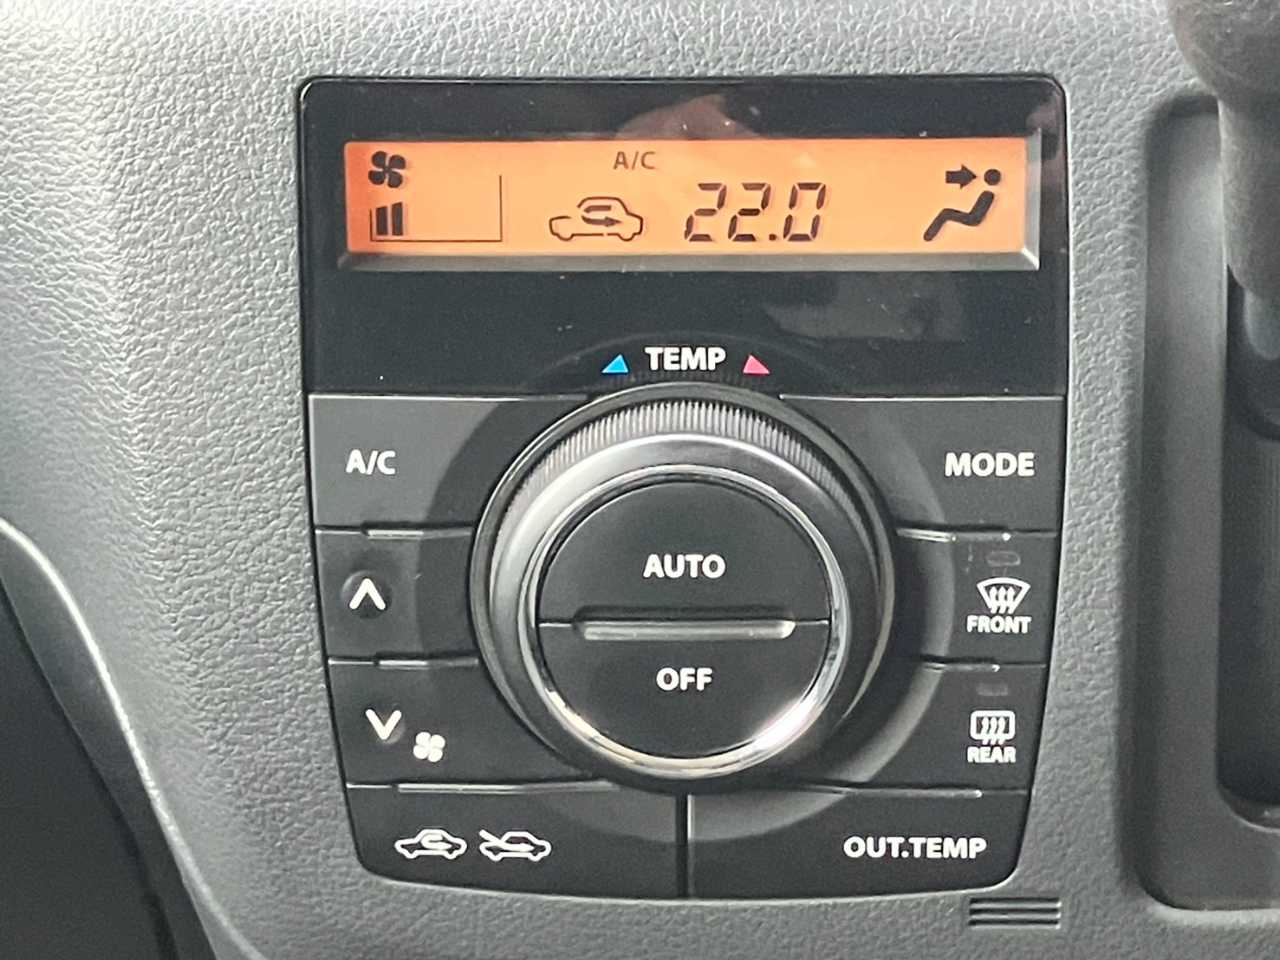 A/C
22.0
TEMP
A/C
MODE
AUTO
FRONT
OFF
REAR
OUT.TEMP